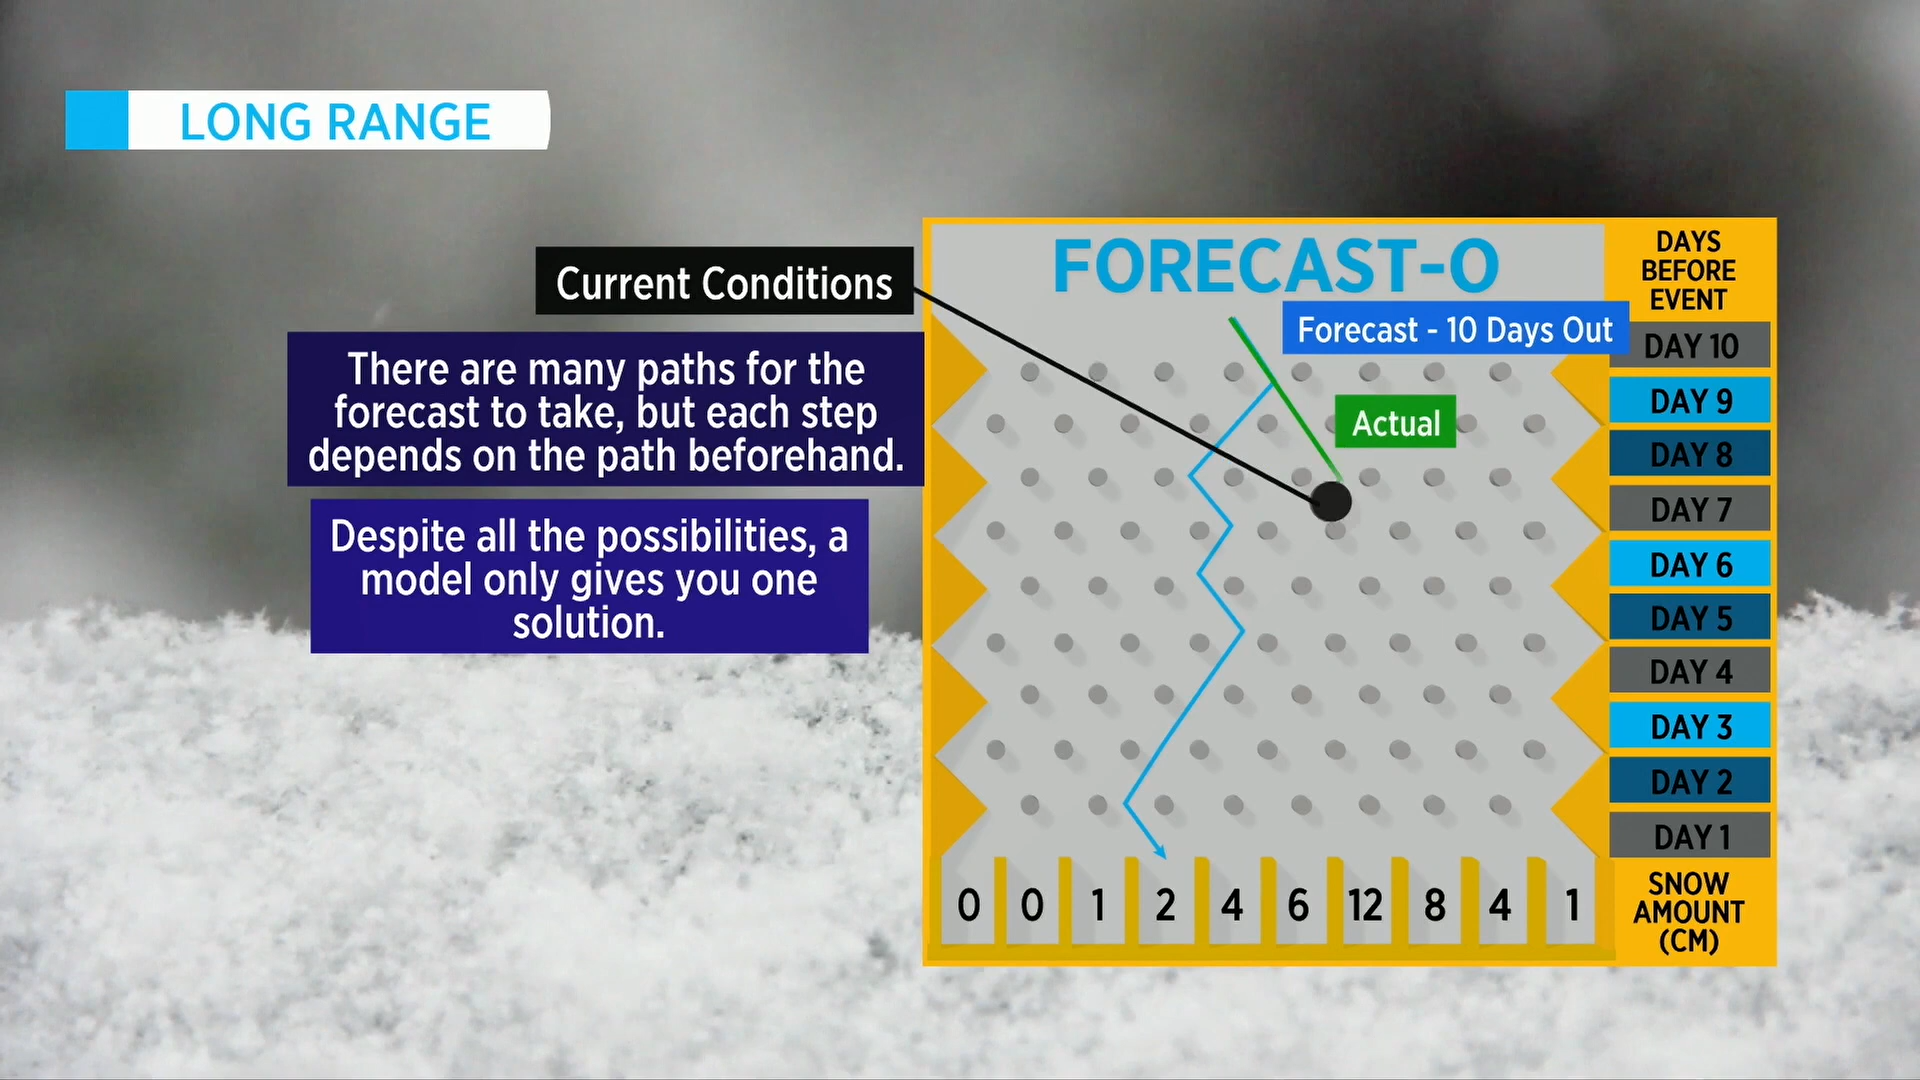 LONG RANGE
Current Conditions
There are many paths for the
forecast to take, but each step
depends on the path beforehand.
Despite all the possibilities, a
model only gives you one
solution.
FORECAST-O
Forecast - 10 Days Out
Actual
DAYS
BEFORE
EVENT
DAY 10
DAY 9
DAY 8
DAY 7
DAY 6
DAY 5
DAY 4
DAY 3
DAY 2
DAY 1
0 0 1 2 4 6 12 8 4 1
SNOW
AMOUNT
(CM)